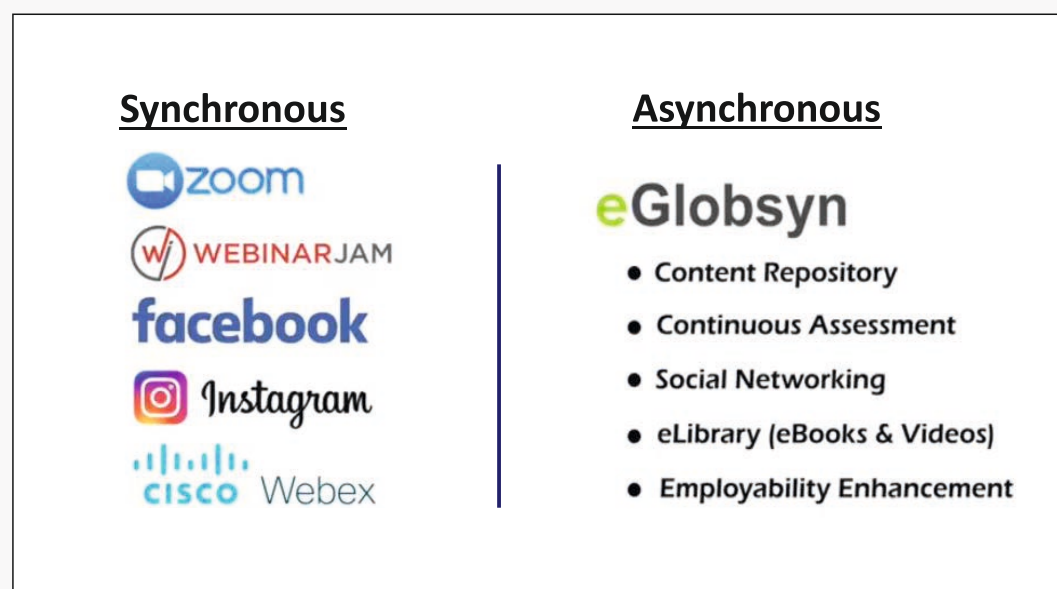 Synchronous
zoom
WEBINARJAM
facebook
Instagram
CISCO Webex
Asynchronous
eGlobsyn
• Content Repository
• Continuous Assessment
• Social Networking
• eLibrary (eBooks & Videos)
• Employability Enhancement